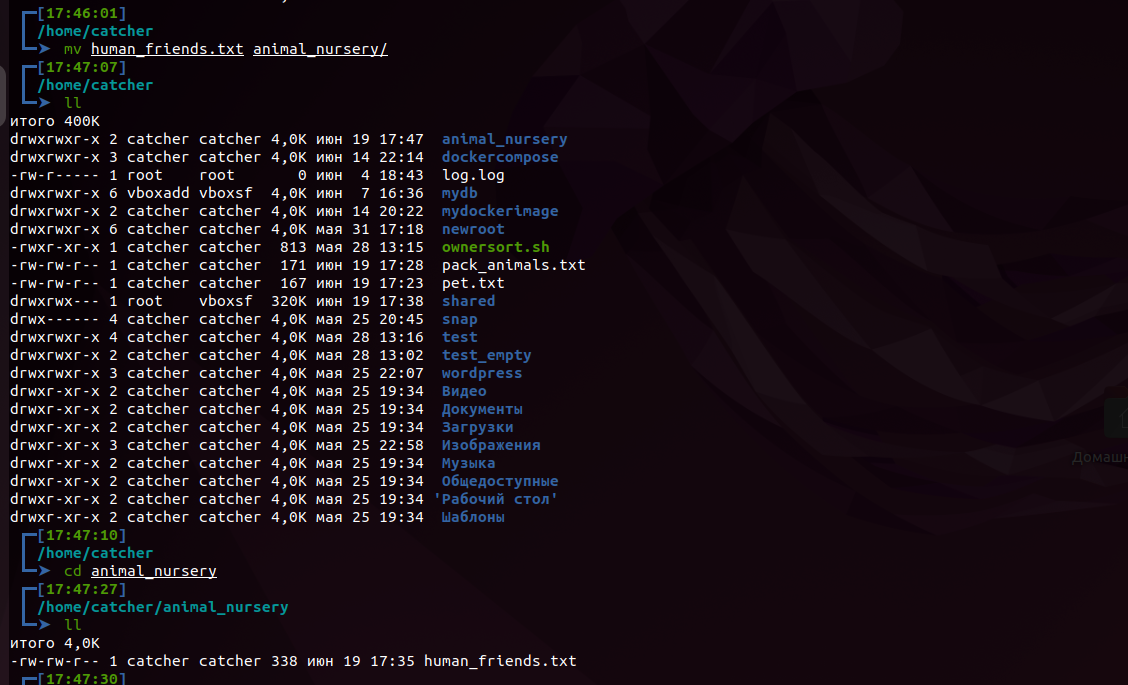 [17:46:01]
/home/catcher
mv human_friends.txt animal_nursery/
[17:47:07]
/home/catcher
ll
итого 400K
drwxrwxr-x 2 catcher catcher 4,0K июн 19 17:47  animal_nursery
drwxrwxr-x 3 catcher catcher 4,0K июн 14 22:14  dockercompose
-rw-r----- 1 root    root       0 июн  4 18:43  log.log
drwxrwxr-x 6 vboxadd vboxsf  4,0K июн  7 16:36  mydb
drwxrwxr-x 2 catcher catcher 4,0K июн 14 20:22  mydockerimage
drwxrwxr-x 6 catcher catcher 4,0K мая 31 17:18  newroot
-rwxr-xr-x 1 catcher catcher  813 мая 28 13:15  ownersort.sh
-rw-rw-r-- 1 catcher catcher  171 июн 19 17:28  pack_animals.txt
-rw-rw-r-- 1 catcher catcher  167 июн 19 17:23  pet.txt
drwxrwx--- 1 root    vboxsf  320K июн 19 17:38  shared
drwx------ 4 catcher catcher 4,0K мая 25 20:45  snap
drwxrwxr-x 4 catcher catcher 4,0K мая 28 13:16  test
drwxrwxr-x 2 catcher catcher 4,0K мая 28 13:02  test_empty
drwxrwxr-x 3 catcher catcher 4,0K мая 25 22:07  wordpress
drwxr-xr-x 2 catcher catcher 4,0K мая 25 19:34  Видео
drwxr-xr-x 2 catcher catcher 4,0K мая 25 19:34  Документы
drwxr-xr-x 2 catcher catcher 4,0K мая 25 19:34  Загрузки
drwxr-xr-x 3 catcher catcher 4,0K мая 25 22:58  Изображения
drwxr-xr-x 2 catcher catcher 4,0K мая 25 19:34  Музыка
drwxr-xr-x 2 catcher catcher 4,0K мая 25 19:34  Общедоступные
drwxr-xr-x 2 catcher catcher 4,0K мая 25 19:34 'Рабочий стол'
drwxr-xr-x 2 catcher catcher 4,0K мая 25 19:34  Шаблоны
[17:47:10]
/home/catcher
cd animal_nursery
[17:47:27]
/home/catcher/animal_nursery
ll
итого 4,0K
-rw-rw-r-- 1 catcher catcher 338 июн 19 17:35 human_friends.txt
[17:47:30]